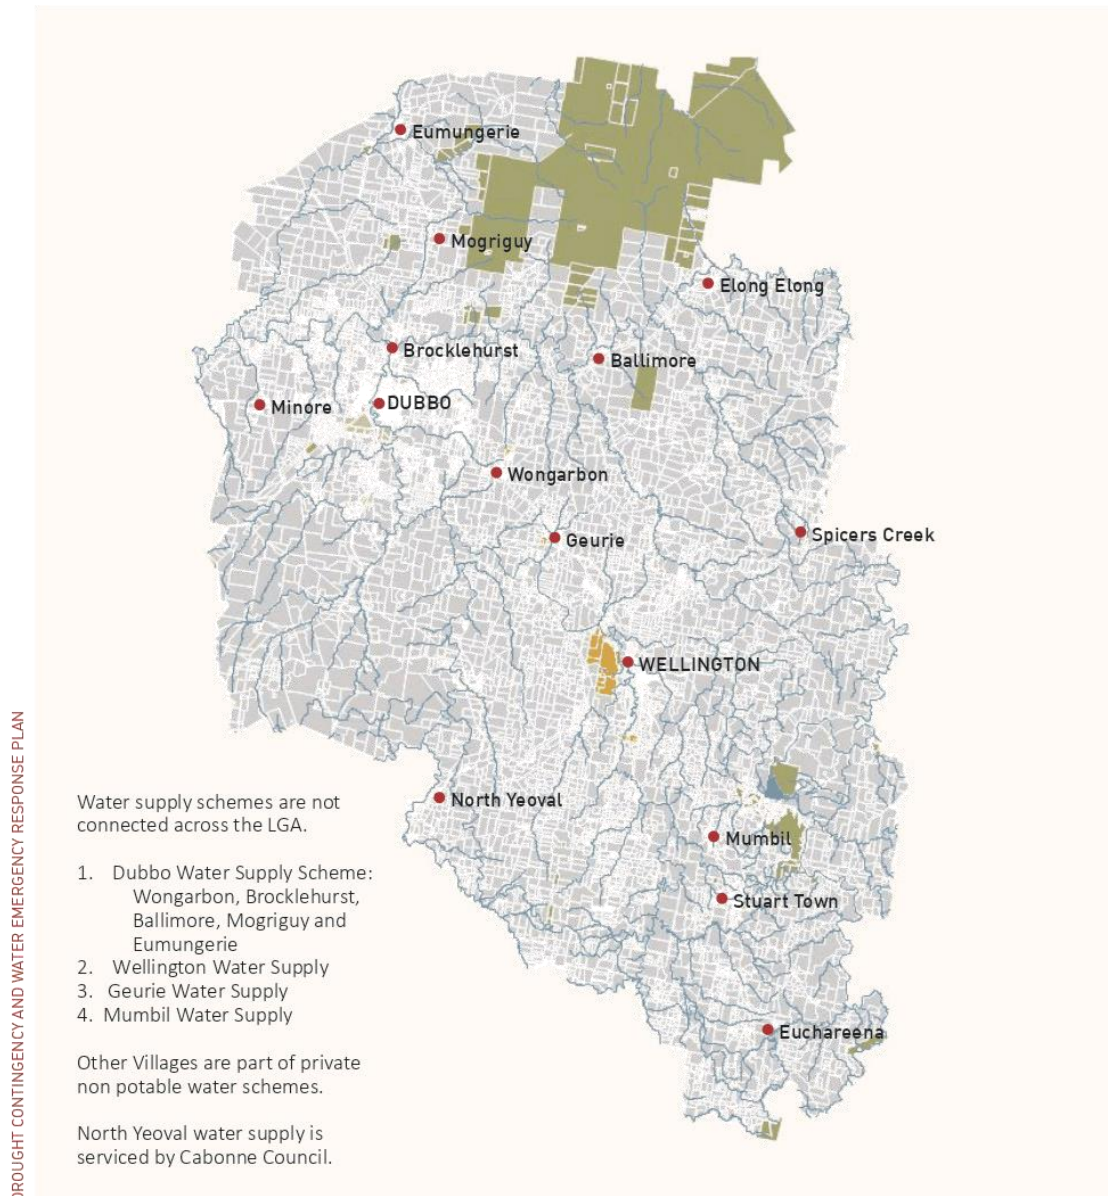 Eumungerie
Mogriguy
Elong Elong
Brocklehurst
Ballimore
Minore
DUBBO
Wongarbon
Spicers Creek
Geurie
WELLINGTON
North Yeoval
Mumbil
Stuart Town
Euchareena
Water supply schemes are not
connected across the LGA.
1. Dubbo Water Supply Scheme:
Wongarbon, Brocklehurst,
Ballimore, Mogriguy and
Eumungerie
2. Wellington Water Supply
3. Geurie Water Supply
4. Mumbil Water Supply
Other Villages are part of private
non potable water schemes.
North Yeoval water supply is
serviced by Cabonne Council.
DROUGHT CONTINGENCY AND WATER EMERGENCY RESPONSE PLAN